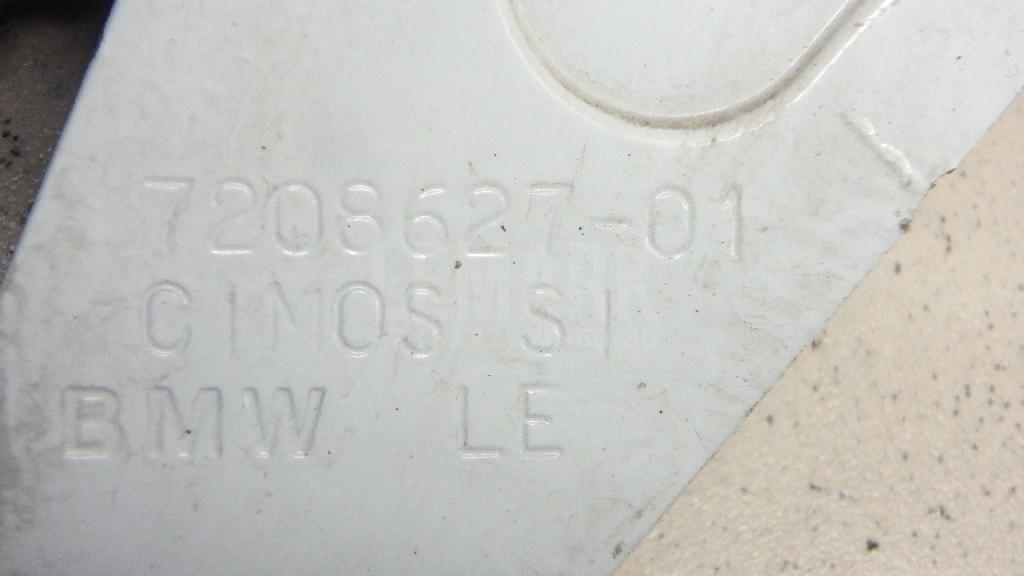 7208627-01
CIMOS SI
BMW LE